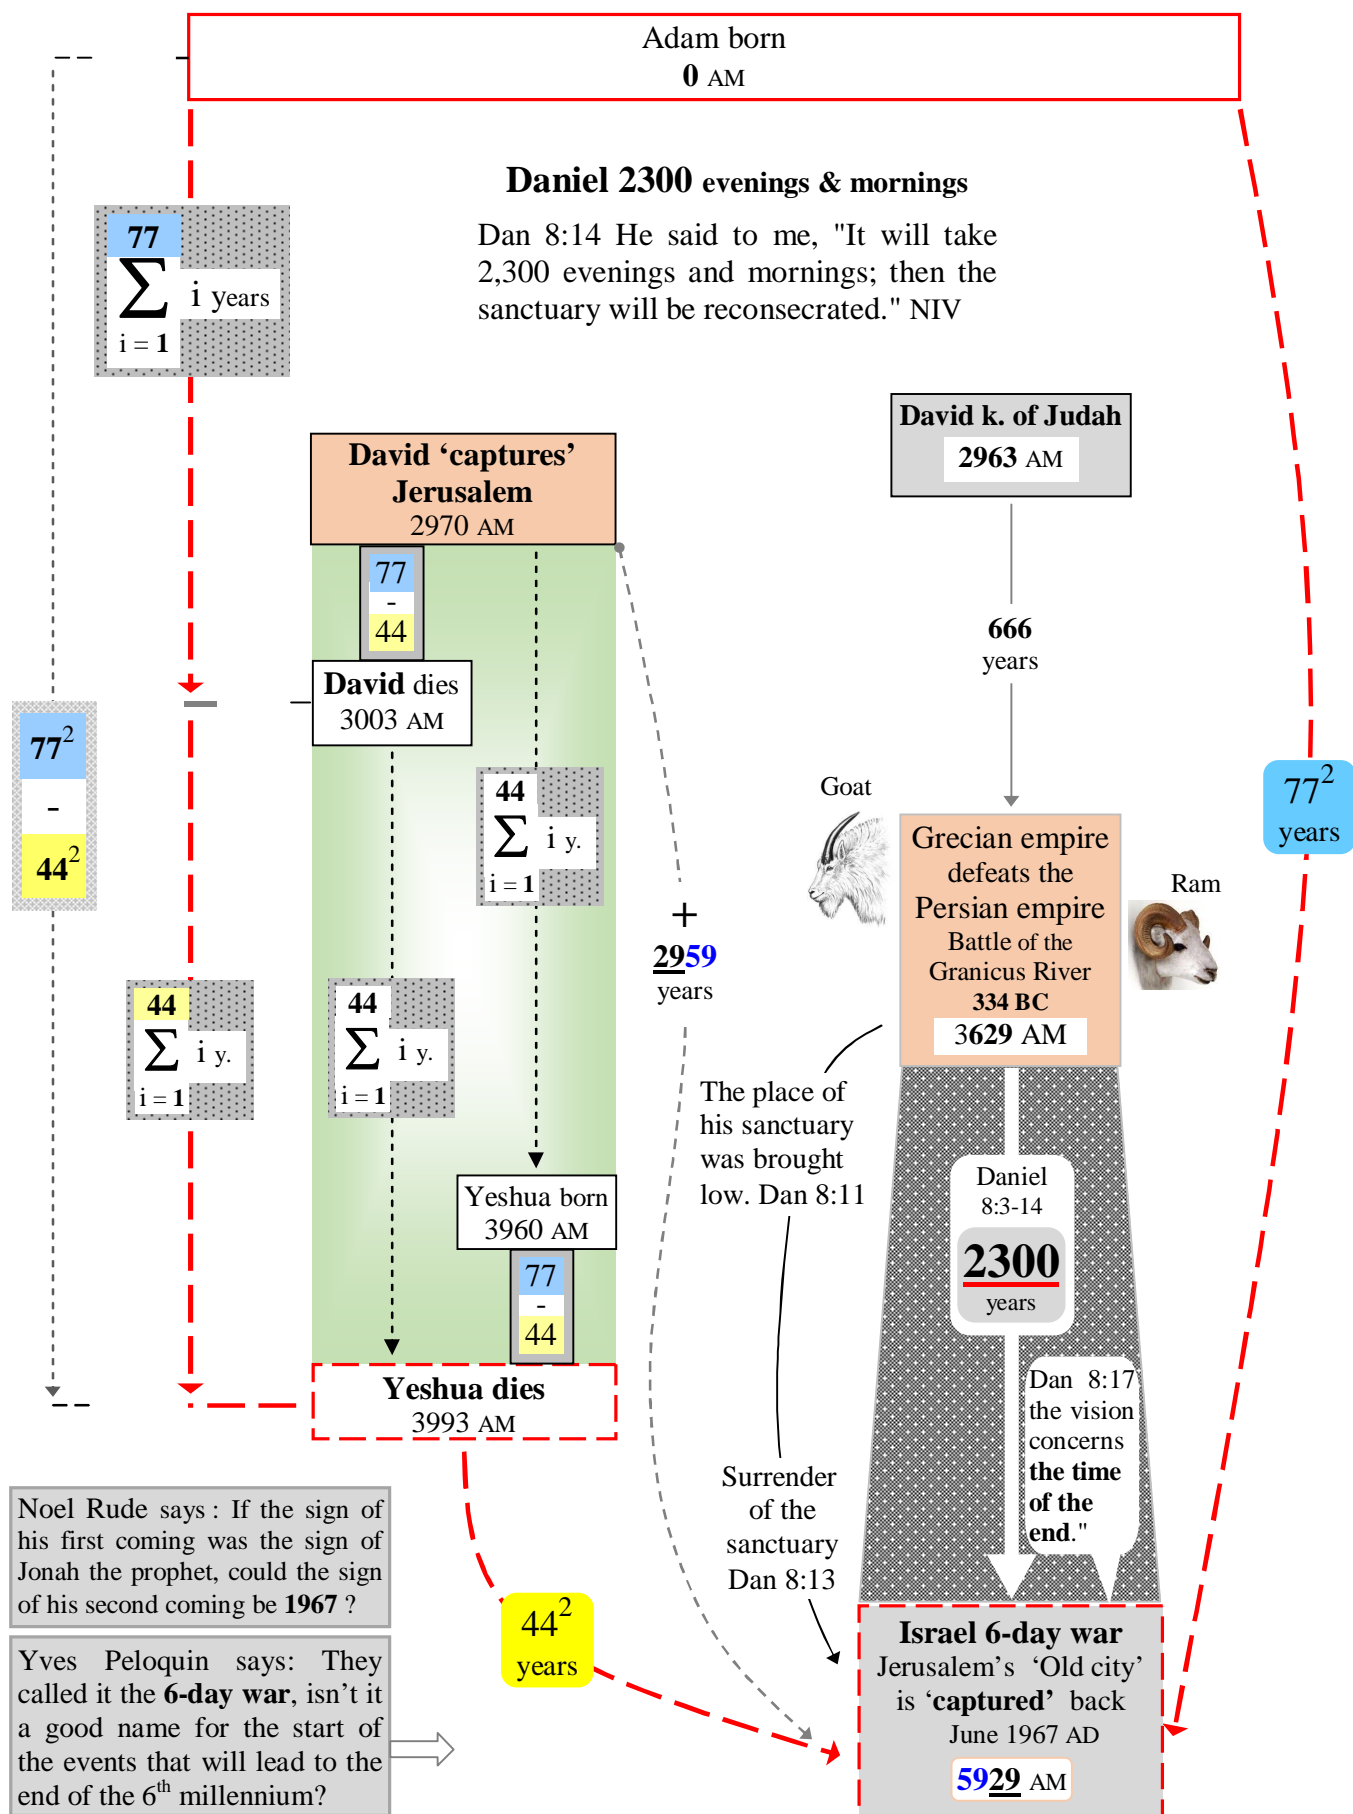 Adam born
0 AM
Daniel 2300 evenings & mornings
Dan 8:14 He said to me, "It will take
2,300 evenings and mornings; then the
sanctuary will be reconsecrated." NIV
77
∑ i years
i = 1
David k. of Judah
2963 AM
David ‘captures’
Jerusalem
2970 AM
77
-
44
666
years
David dies
3003 AM
77²
-
44²
44
∑ i y.
i = 1
Goat
Grecian empire
defeats the
Persian empire
Battle of the
Granicus River
334 BC
3629 AM
Ram
77²
years
+
2959
years
44
∑ i y.
i = 1
44
∑ i y.
i = 1
The place of
his sanctuary
was brought
low. Dan 8:11
Daniel
8:3-14
2300
years
Yeshua born
3960 AM
77
-
44
Yeshua dies
3993 AM
Dan 8:17
the vision
concerns
the time
of the
end."
Surrender
of the
sanctuary
Dan 8:13
Noel Rude says : If the sign of
his first coming was the sign of
Jonah the prophet, could the sign
of his second coming be 1967 ?
44²
years
Yves Peloquin says: They
called it the 6-day war, isn’t it
a good name for the start of
the events that will lead to the
end of the 6th millennium?
Israel 6-day war
Jerusalem’s ‘Old city’
is ‘captured’ back
June 1967 AD
5929 AM